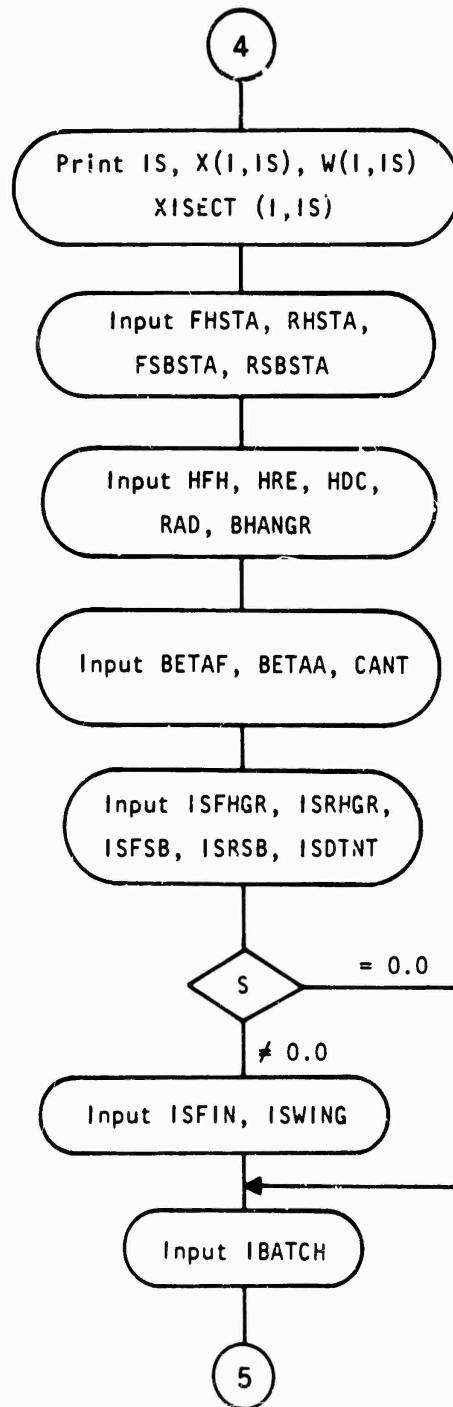 4
Print IS, X(I,IS), W(I,IS)
XISECT (I,IS)
Input FHSTA, RHSTA,
FSBSTA, RSBSTA
Input HFH, HRE, HDC,
RAD, BHANGR
Input BETAF, BETAA, CANT
Input ISFHGR, ISRHGR,
ISFSB, ISRSB, ISDTNT
S
= 0.0
≠ 0.0
Input ISFIN, ISWING
Input IBATCH
5